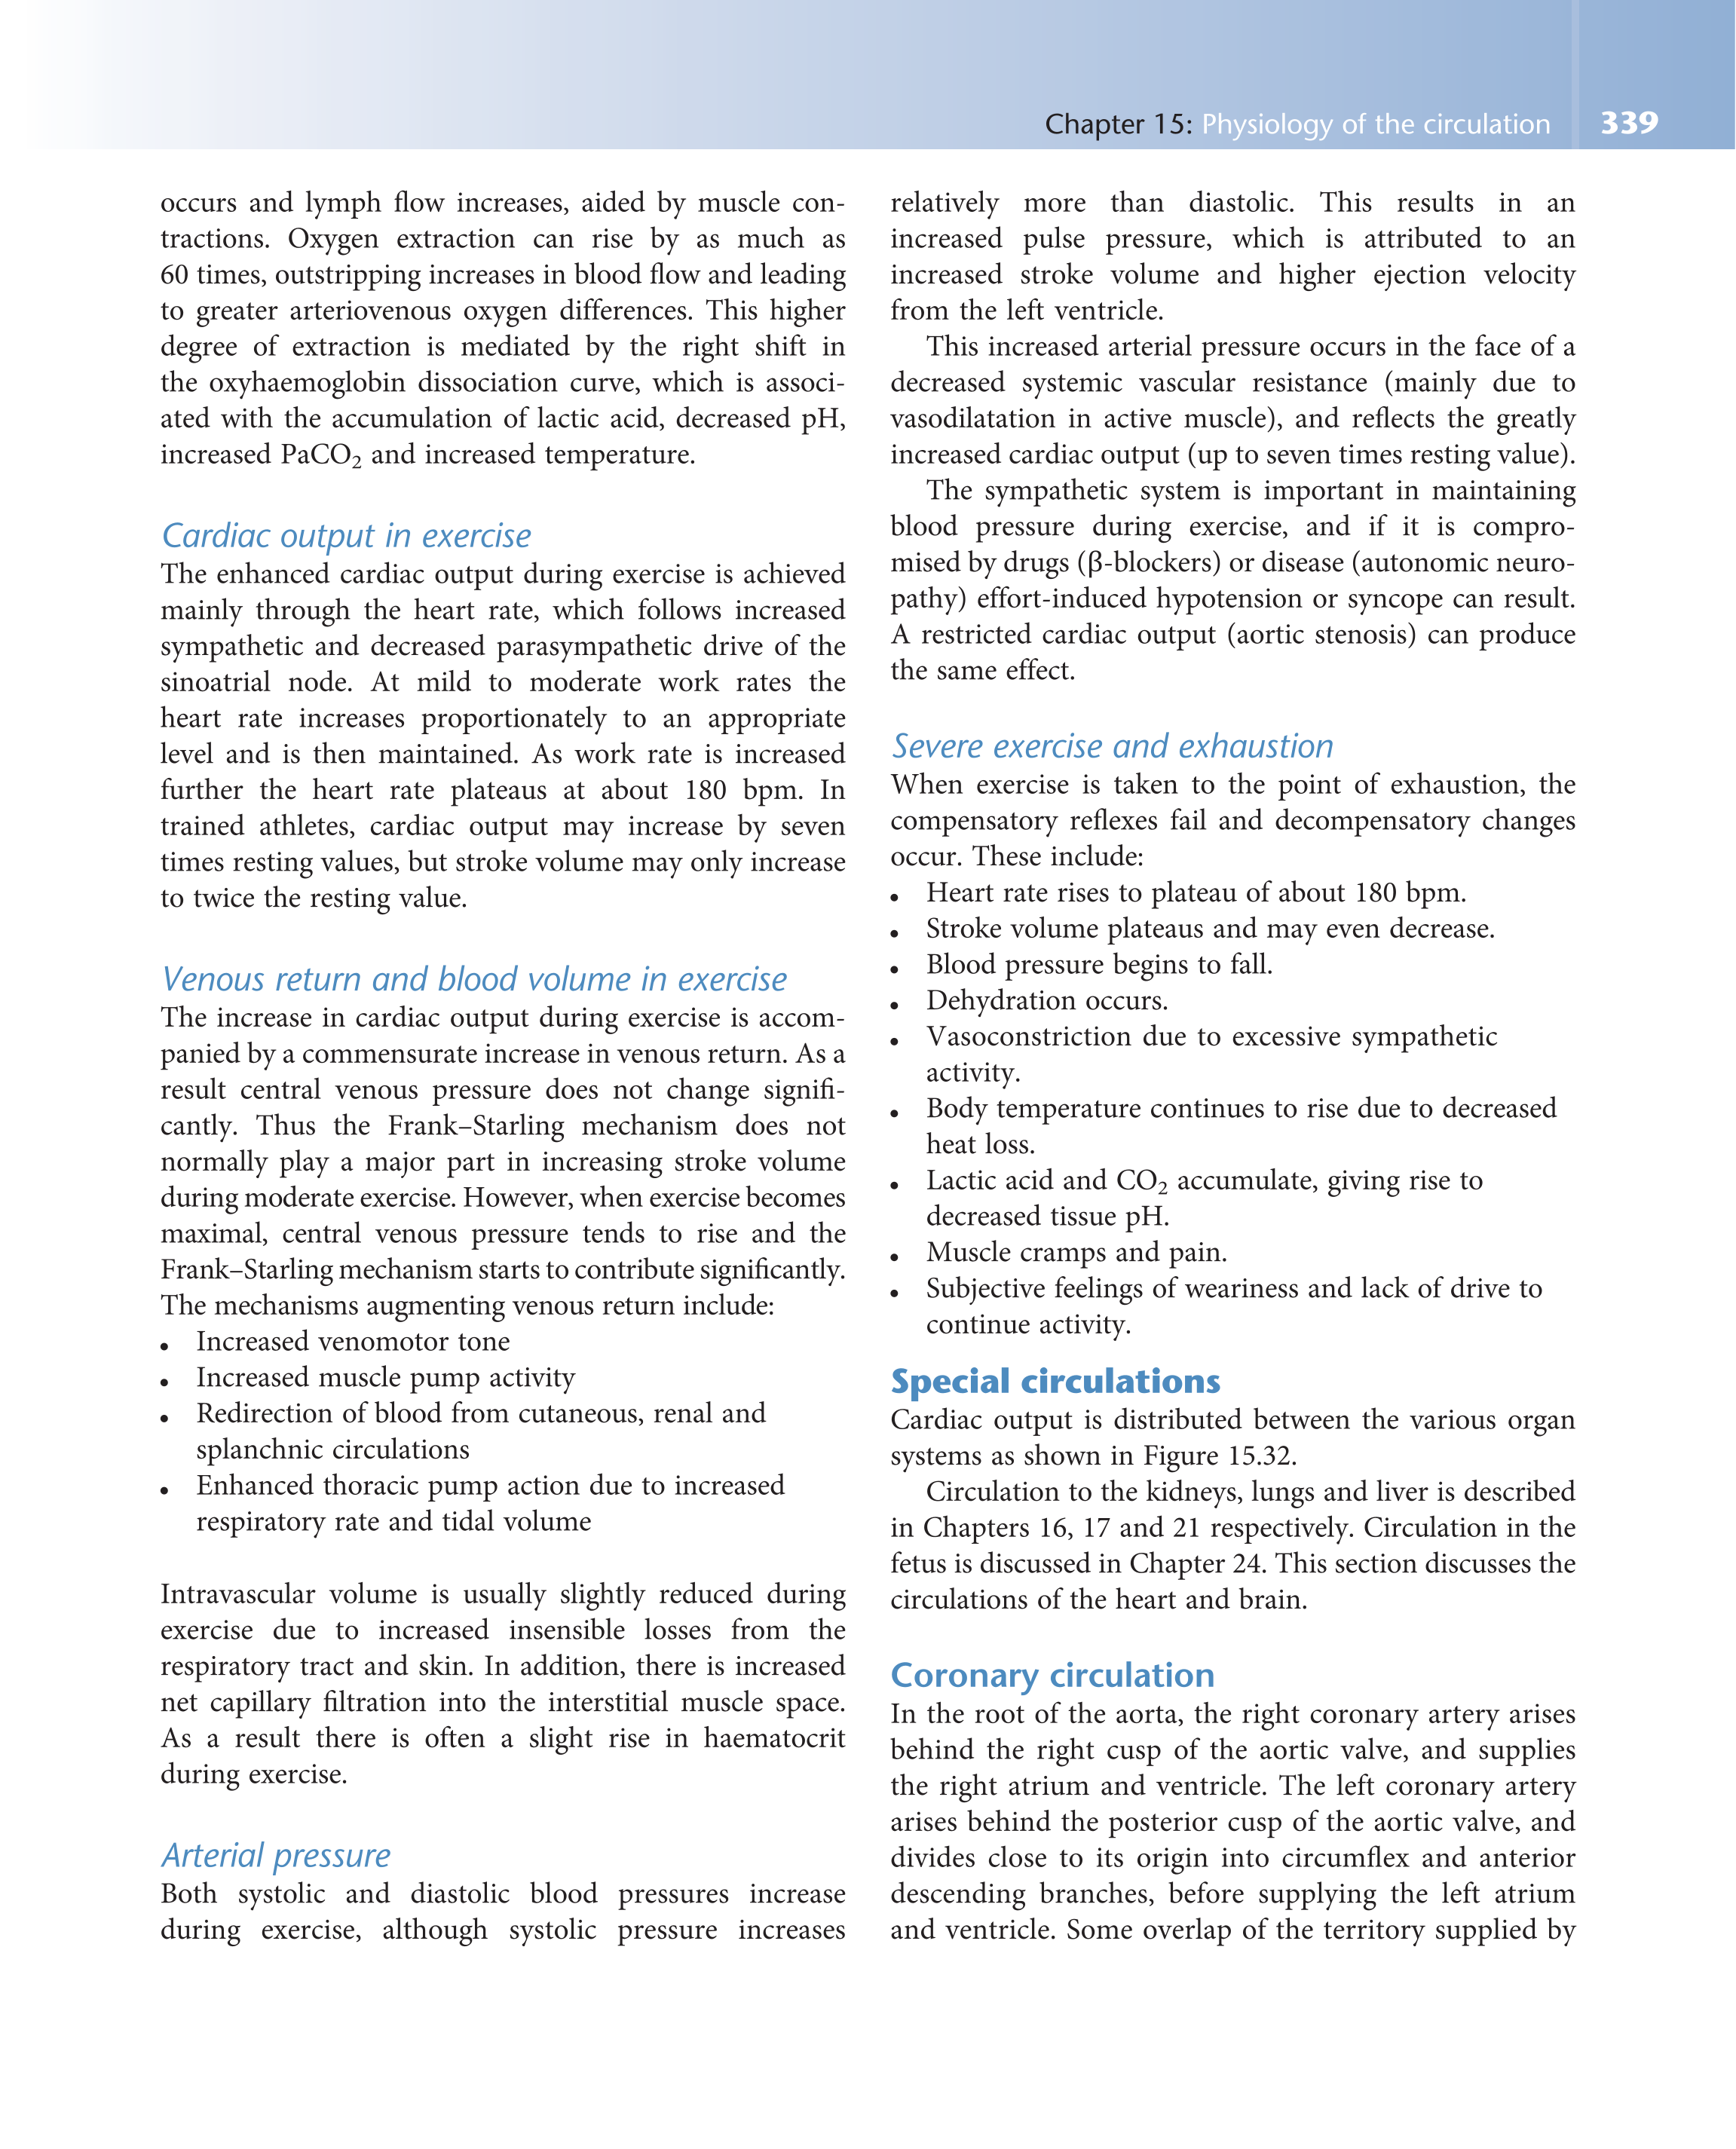 Chapter 15: Physiology of the circulation 339
occurs and lymph flow increases, aided by muscle con-
tractions. Oxygen extraction can rise by as much as
60 times, outstripping increases in blood flow and leading
to greater arteriovenous oxygen differences. This higher
degree of extraction is mediated by the right shift in
the oxyhaemoglobin dissociation curve, which is associ-
ated with the accumulation of lactic acid, decreased pH,
increased PaCO₂ and increased temperature.
Cardiac output in exercise
The enhanced cardiac output during exercise is achieved
mainly through the heart rate, which follows increased
sympathetic and decreased parasympathetic drive of the
sinoatrial node. At mild to moderate work rates the
heart rate increases proportionately to an appropriate
level and is then maintained. As work rate is increased
further the heart rate plateaus at about 180 bpm. In
trained athletes, cardiac output may increase by seven
times resting values, but stroke volume may only increase
to twice the resting value.
Venous return and blood volume in exercise
The increase in cardiac output during exercise is accom-
panied by a commensurate increase in venous return. As a
result central venous pressure does not change signifi-
cantly. Thus the Frank–Starling mechanism does not
normally play a major part in increasing stroke volume
during moderate exercise. However, when exercise becomes
maximal, central venous pressure tends to rise and the
Frank–Starling mechanism starts to contribute significantly.
The mechanisms augmenting venous return include:
• Increased venomotor tone
• Increased muscle pump activity
• Redirection of blood from cutaneous, renal and
splanchnic circulations
• Enhanced thoracic pump action due to increased
respiratory rate and tidal volume
Intravascular volume is usually slightly reduced during
exercise due to increased insensible losses from the
respiratory tract and skin. In addition, there is increased
net capillary filtration into the interstitial muscle space.
As a result there is often a slight rise in haematocrit
during exercise.
Arterial pressure
Both systolic and diastolic blood pressures increase
during exercise, although systolic pressure increases
relatively more than diastolic. This results in an
increased pulse pressure, which is attributed to an
increased stroke volume and higher ejection velocity
from the left ventricle.
This increased arterial pressure occurs in the face of a
decreased systemic vascular resistance (mainly due to
vasodilatation in active muscle), and reflects the greatly
increased cardiac output (up to seven times resting value).
The sympathetic system is important in maintaining
blood pressure during exercise, and if it is compro-
mised by drugs (β-blockers) or disease (autonomic neuro-
pathy) effort-induced hypotension or syncope can result.
A restricted cardiac output (aortic stenosis) can produce
the same effect.
Severe exercise and exhaustion
When exercise is taken to the point of exhaustion, the
compensatory reflexes fail and decompensatory changes
occur. These include:
• Heart rate rises to plateau of about 180 bpm.
• Stroke volume plateaus and may even decrease.
• Blood pressure begins to fall.
• Dehydration occurs.
• Vasoconstriction due to excessive sympathetic
activity.
• Body temperature continues to rise due to decreased
heat loss.
• Lactic acid and CO₂ accumulate, giving rise to
decreased tissue pH.
• Muscle cramps and pain.
• Subjective feelings of weariness and lack of drive to
continue activity.
Special circulations
Cardiac output is distributed between the various organ
systems as shown in Figure 15.32.
Circulation to the kidneys, lungs and liver is described
in Chapters 16, 17 and 21 respectively. Circulation in the
fetus is discussed in Chapter 24. This section discusses the
circulations of the heart and brain.
Coronary circulation
In the root of the aorta, the right coronary artery arises
behind the right cusp of the aortic valve, and supplies
the right atrium and ventricle. The left coronary artery
arises behind the posterior cusp of the aortic valve, and
divides close to its origin into circumflex and anterior
descending branches, before supplying the left atrium
and ventricle. Some overlap of the territory supplied by